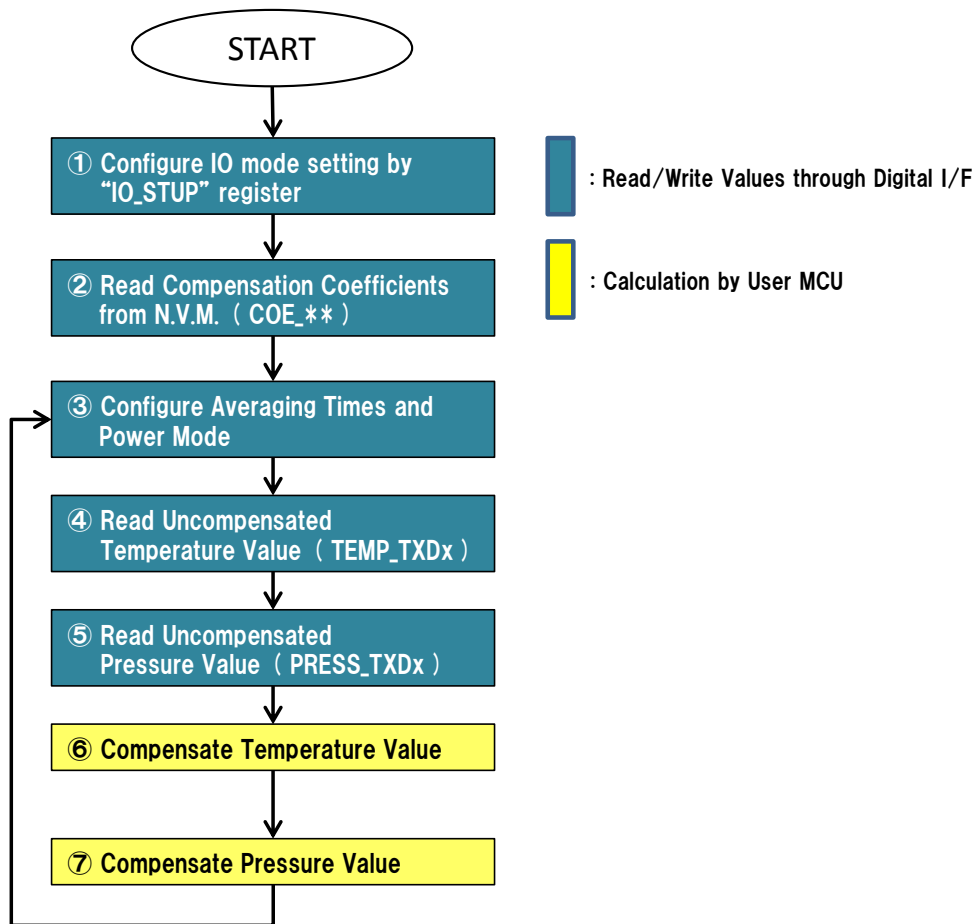 START
① Configure IO mode setting by
“IO_STUP” register
② Read Compensation Coefficients
from N.V.M. ( COE_** )
③ Configure Averaging Times and
Power Mode
④ Read Uncompensated
Temperature Value ( TEMP_TXDx )
⑤ Read Uncompensated
Pressure Value ( PRESS_TXDx )
⑥ Compensate Temperature Value
⑦ Compensate Pressure Value
: Read/Write Values through Digital I/F
: Calculation by User MCU